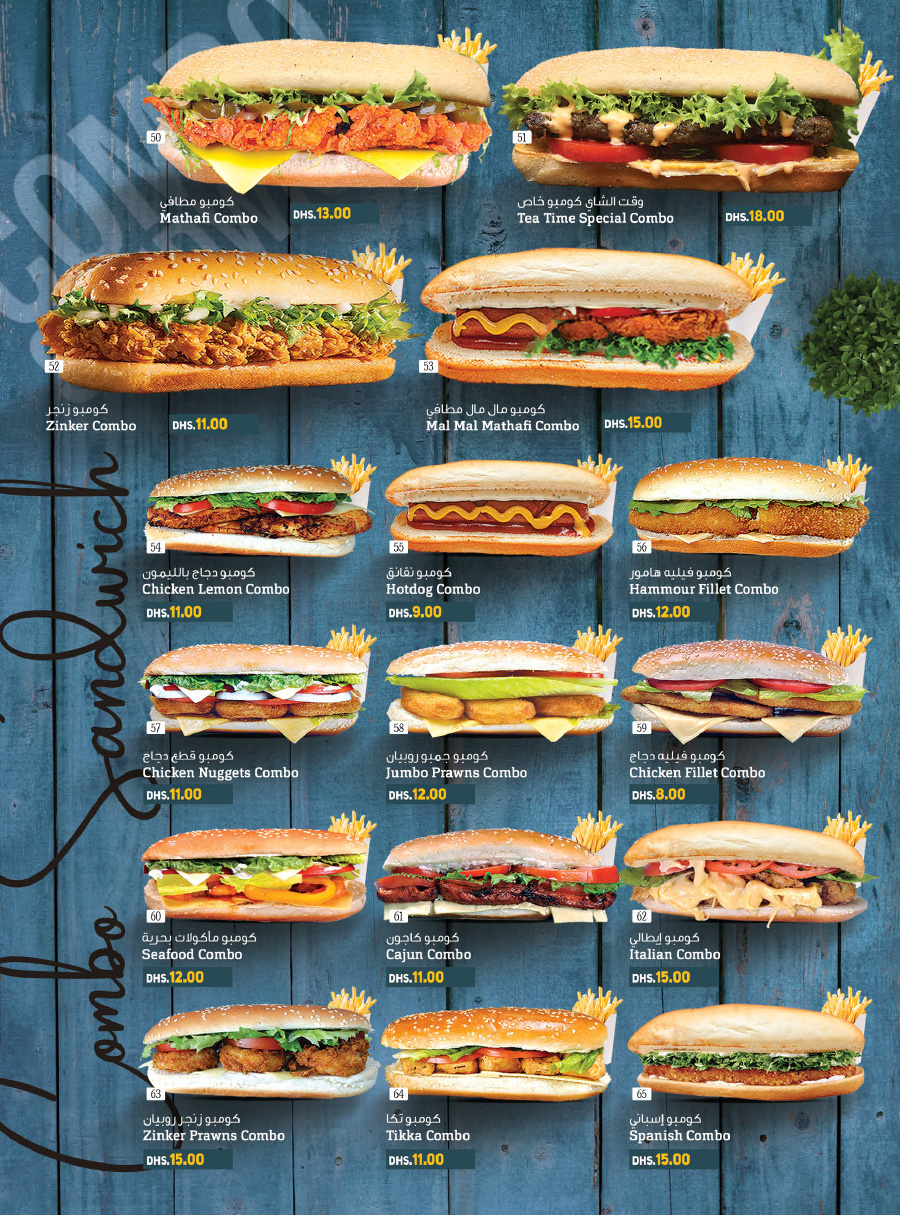 COMBO
Combo Sandwich
50
كومبو مطافي
Mathafi Combo
DHS.13.00
51
وقت الشاي كومبو خاص
Tea Time Special Combo
DHS.18.00
52
كومبو زنجر
Zinker Combo
DHS.11.00
53
كومبو مال مال مطافي
Mal Mal Mathafi Combo
DHS.15.00
54
كومبو دجاج بالليمون
Chicken Lemon Combo
DHS.11.00
55
كومبو نقانق
Hotdog Combo
DHS.9.00
56
كومبو فيليه هامور
Hammour Fillet Combo
DHS.12.00
57
كومبو قطع دجاج
Chicken Nuggets Combo
DHS.11.00
58
كومبو جمبو روبيان
Jumbo Prawns Combo
DHS.12.00
59
كومبو فيليه دجاج
Chicken Fillet Combo
DHS.8.00
60
كومبو مأكولات بحرية
Seafood Combo
DHS.12.00
61
كومبو كاجون
Cajun Combo
DHS.11.00
62
كومبو إيطالي
Italian Combo
DHS.15.00
63
كومبو زنجر روبيان
Zinker Prawns Combo
DHS.15.00
64
كومبو تكا
Tikka Combo
DHS.11.00
65
كومبو إسباني
Spanish Combo
DHS.15.00